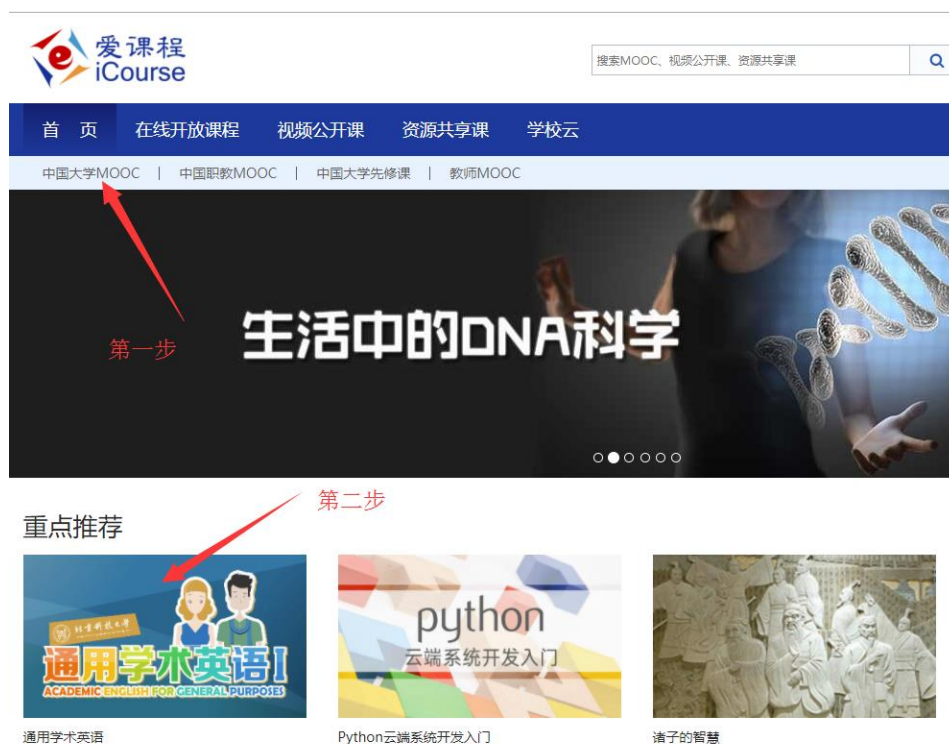 爱课程
iCourse
搜索MOOC、视频公开课、资源共享课
首 页 在线开放课程 视频公开课 资源共享课 学校云
中国大学MOOC | 中国职教MOOC | 中国大学先修课 | 教师MOOC
第一步
生活中的DNA科学
第二步
重点推荐
北京科技大学
通用学术英语I
ACADEMIC ENGLISH FOR GENERAL PURPOSES
python
云端系统开发入门
通用学术英语 Python云端系统开发入门 诸子的智慧